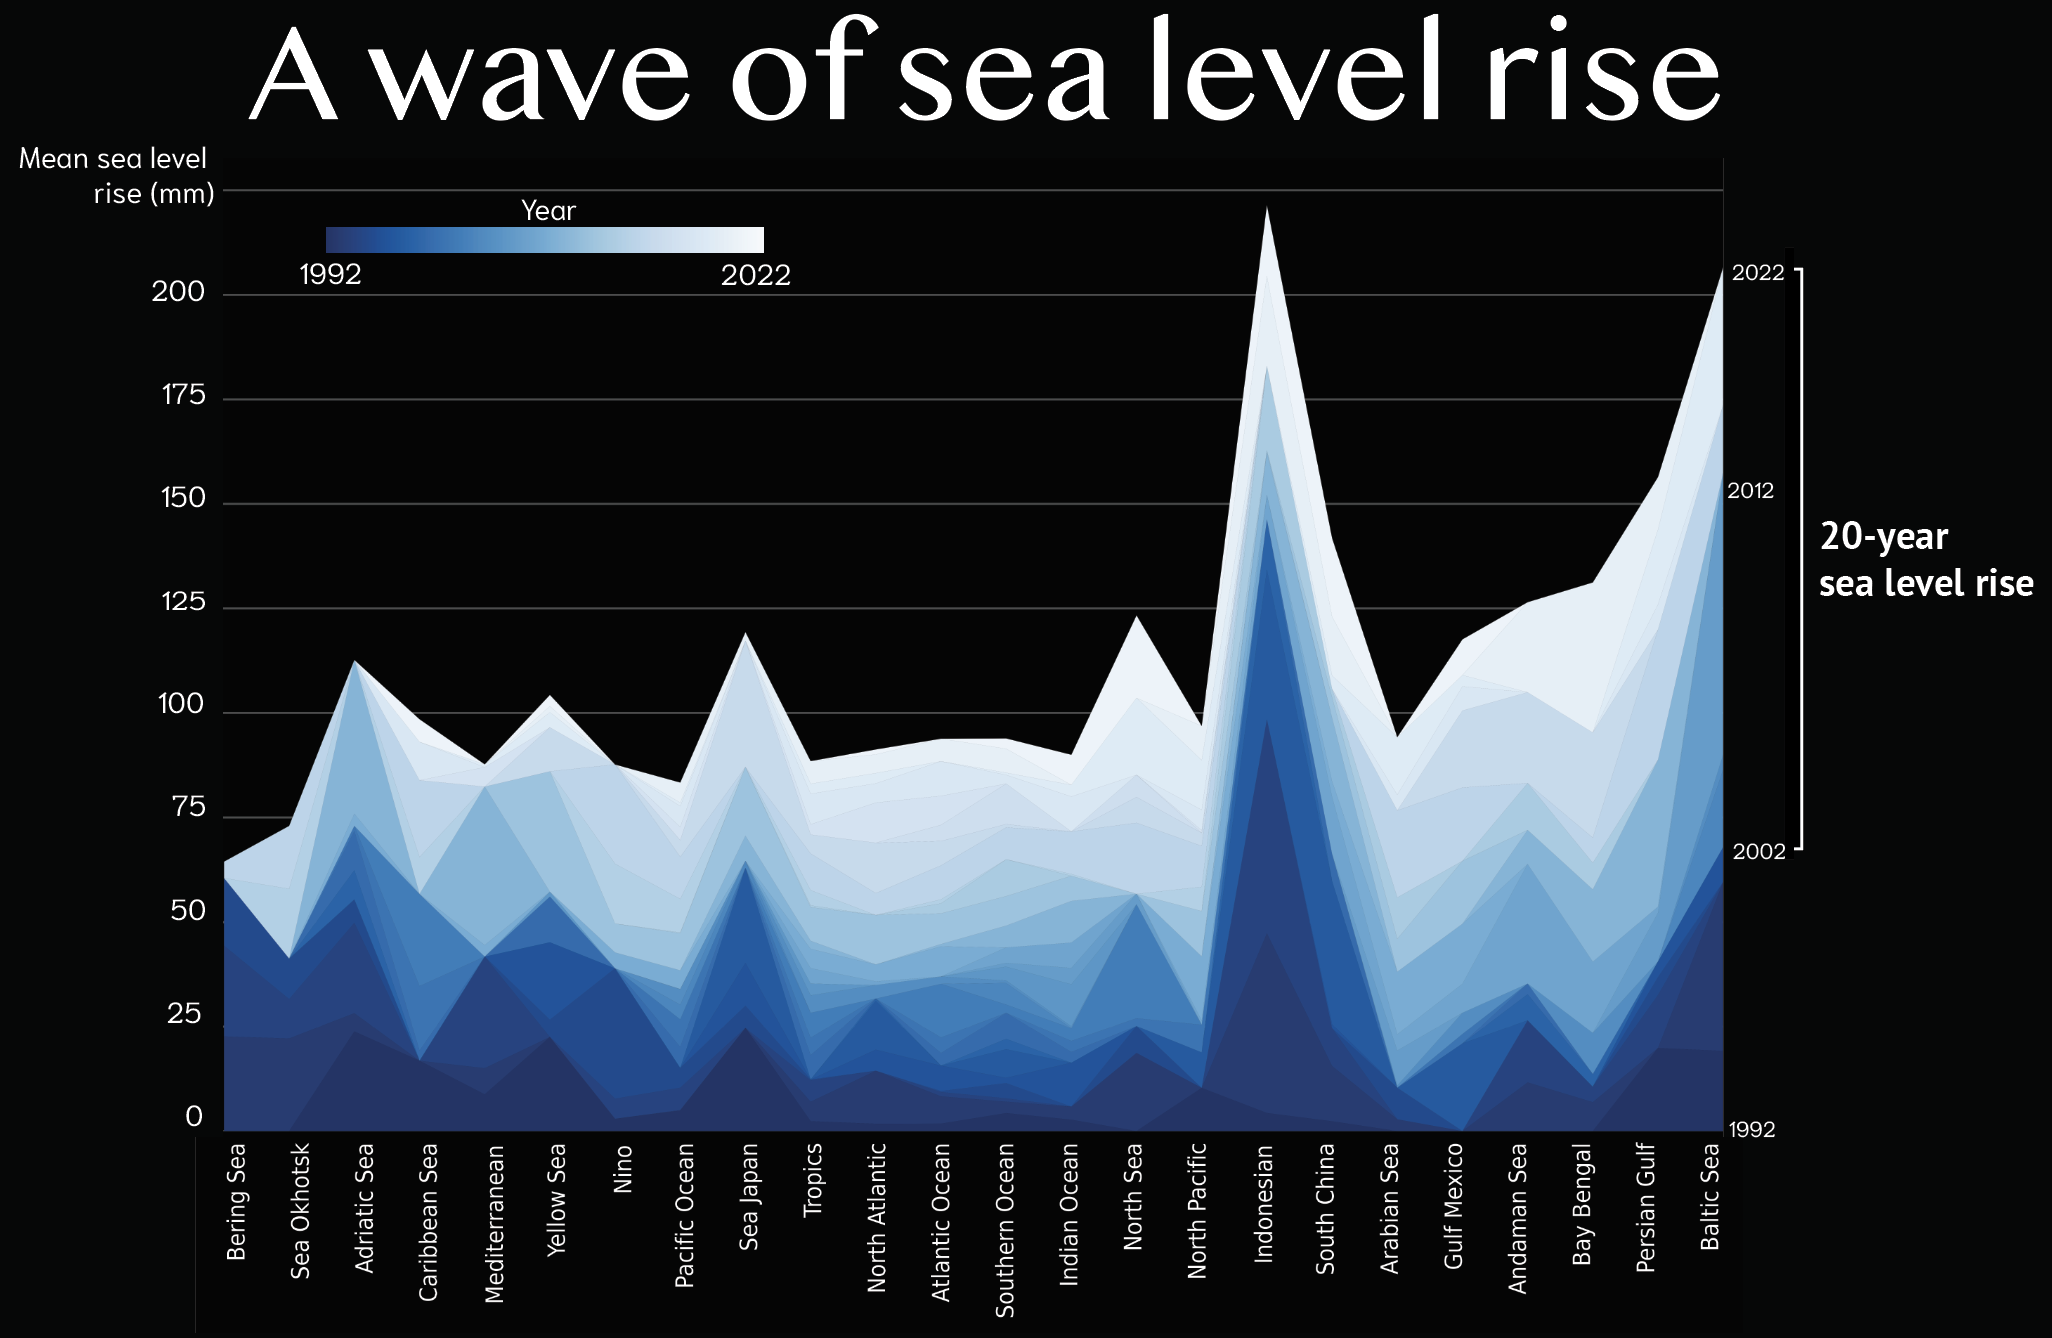 A wave of sea level rise
Mean sea level
rise (mm)
Year
1992
2022
200
175
150
125
100
75
50
25
0
2022
2012
2002
1992
20-year
sea level rise
Bering Sea
Sea Okhotsk
Adriatic Sea
Caribbean Sea
Mediterranean
Yellow Sea
Nino
Pacific Ocean
Sea Japan
Tropics
North Atlantic
Atlantic Ocean
Southern Ocean
Indian Ocean
North Sea
North Pacific
Indonesian
South China
Arabian Sea
Gulf Mexico
Andaman Sea
Bay Bengal
Persian Gulf
Baltic Sea